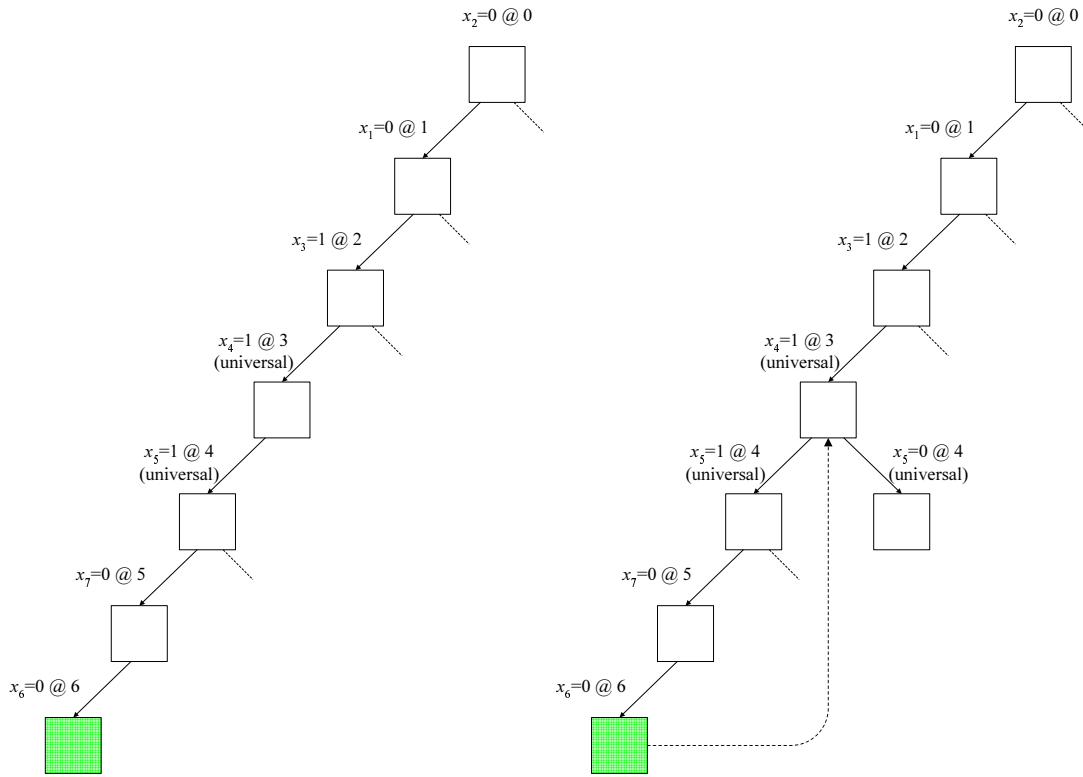 x₂=0 @ 0
x₁=0 @ 1
x₃=1 @ 2
x₄=1 @ 3
(universal)
x₅=1 @ 4
(universal)
x₇=0 @ 5
x₆=0 @ 6
x₂=0 @ 0
x₁=0 @ 1
x₃=1 @ 2
x₄=1 @ 3
(universal)
x₅=1 @ 4
(universal)
x₅=0 @ 4
(universal)
x₇=0 @ 5
x₆=0 @ 6